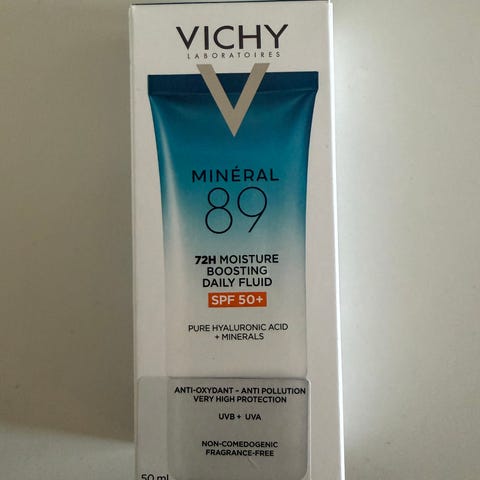 VICHY
LABORATOIRES
MINÉRAL
89
72H MOISTURE
BOOSTING
DAILY FLUID
SPF 50+
PURE HYALURONIC ACID
+ MINERALS
ANTI-OXYDANT – ANTI POLLUTION
VERY HIGH PROTECTION
UVB + UVA
NON-COMEDOGENIC
FRAGRANCE-FREE
50 ml